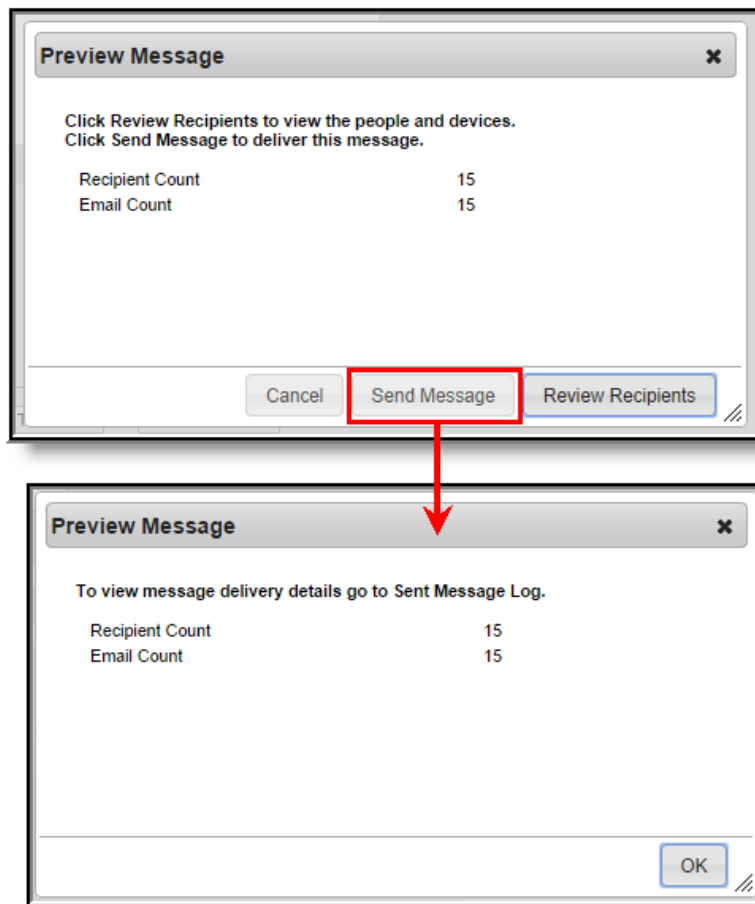 Preview Message
Click Review Recipients to view the people and devices.
Click Send Message to deliver this message.
Recipient Count 15
Email Count 15
Cancel Send Message Review Recipients
Preview Message
To view message delivery details go to Sent Message Log.
Recipient Count 15
Email Count 15
OK